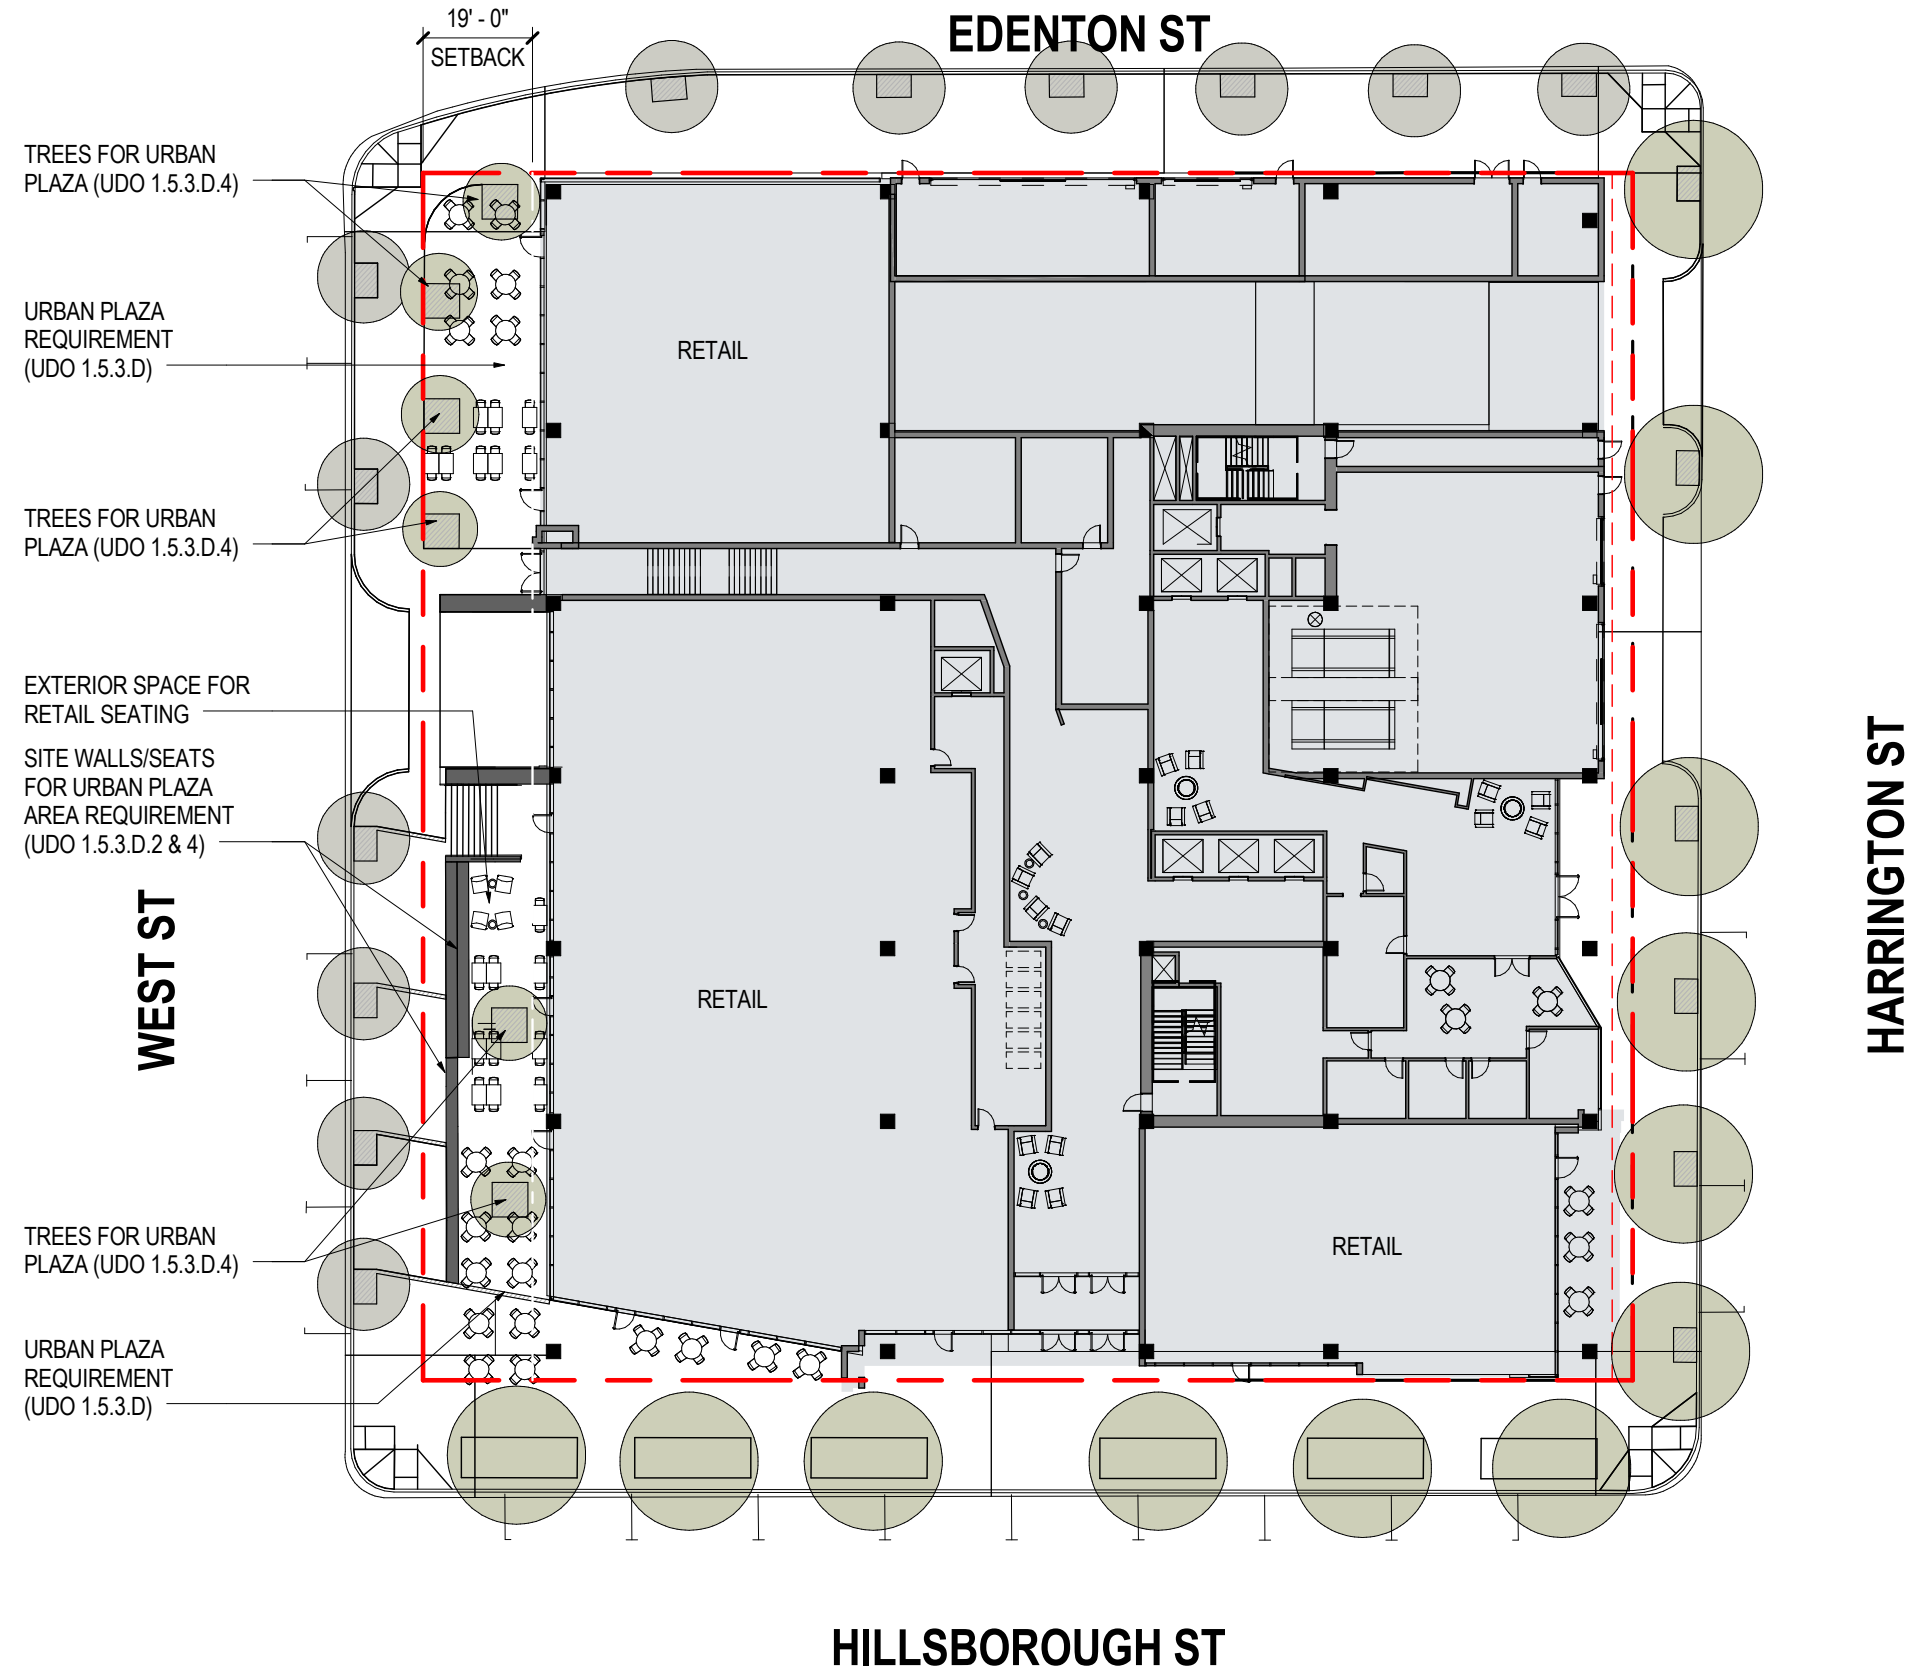 19' - 0"
SETBACK
EDENTON ST
TREES FOR URBAN
PLAZA (UDO 1.5.3.D.4)
URBAN PLAZA
REQUIREMENT
(UDO 1.5.3.D)
RETAIL
TREES FOR URBAN
PLAZA (UDO 1.5.3.D.4)
EXTERIOR SPACE FOR
RETAIL SEATING
SITE WALLS/SEATS
FOR URBAN PLAZA
AREA REQUIREMENT
(UDO 1.5.3.D.2 & 4)
WEST ST
RETAIL
HARRINGTON ST
TREES FOR URBAN
PLAZA (UDO 1.5.3.D.4)
RETAIL
URBAN PLAZA
REQUIREMENT
(UDO 1.5.3.D)
HILLSBOROUGH ST